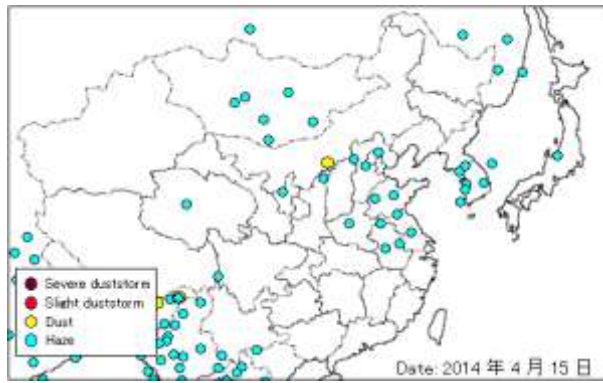 Severe duststorm
Slight duststorm
Dust
Haze
Date: 2014 年 4 月 15 日